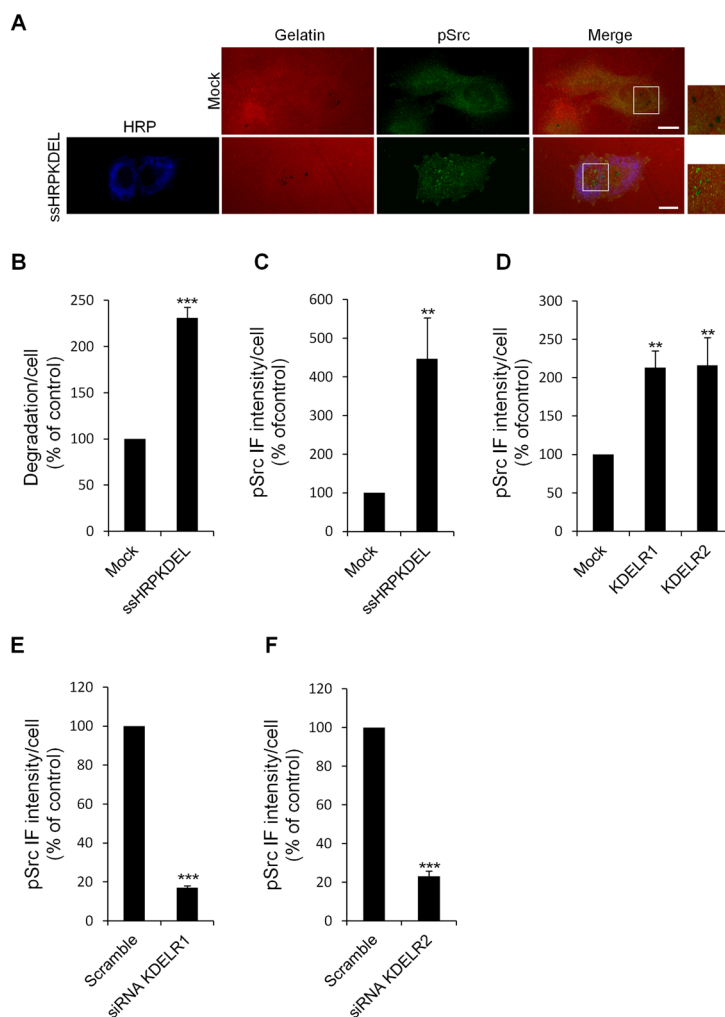 A
Gelatin
pSrc
Merge
Mock
HRP
ssHRPKDEL
B
Degradation/cell
(% of control)
250
200
150
100
50
0
***
Mock
ssHRPKDEL
C
pSrc IF intensity/cell
(% ofcontrol)
600
500
400
300
200
100
0
**
Mock
ssHRPKDEL
D
pSrc IF intensity/cell
(% ofcontrol)
300
250
200
150
100
50
0
**
**
Mock
KDELR1
KDELR2
E
pSrc IF intensity/cell
(% of control)
120
100
80
60
40
20
0
***
Scramble
siRNA KDELR1
F
pSrc IF intensity/cell
(% of control)
120
100
80
60
40
20
0
***
Scramble
siRNA KDELR2